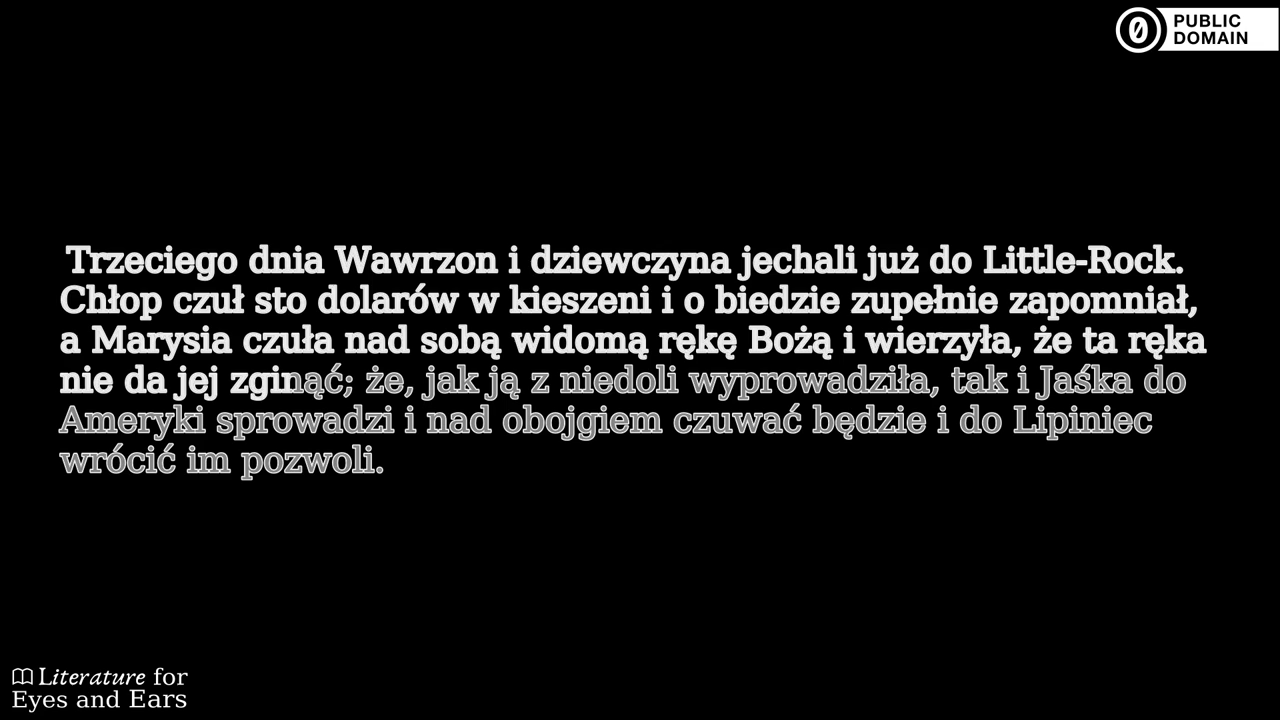 PUBLIC
DOMAIN
Trzeciego dnia Wawrzon i dziewczyna jechali już do Little-Rock.
Chłop czuł sto dolarów w kieszeni i o biedzie zupełnie zapomniał,
a Marysia czuła nad sobą widomą rękę Bożą i wierzyła, że ta ręka
nie da jej zginąć; że, jak ją z niedoli wyprowadziła, tak i Jaśka do
Ameryki sprowadzi i nad obojgiem czuwać będzie i do Lipiniec
wrócić im pozwoli.
Literature for
Eyes and Ears